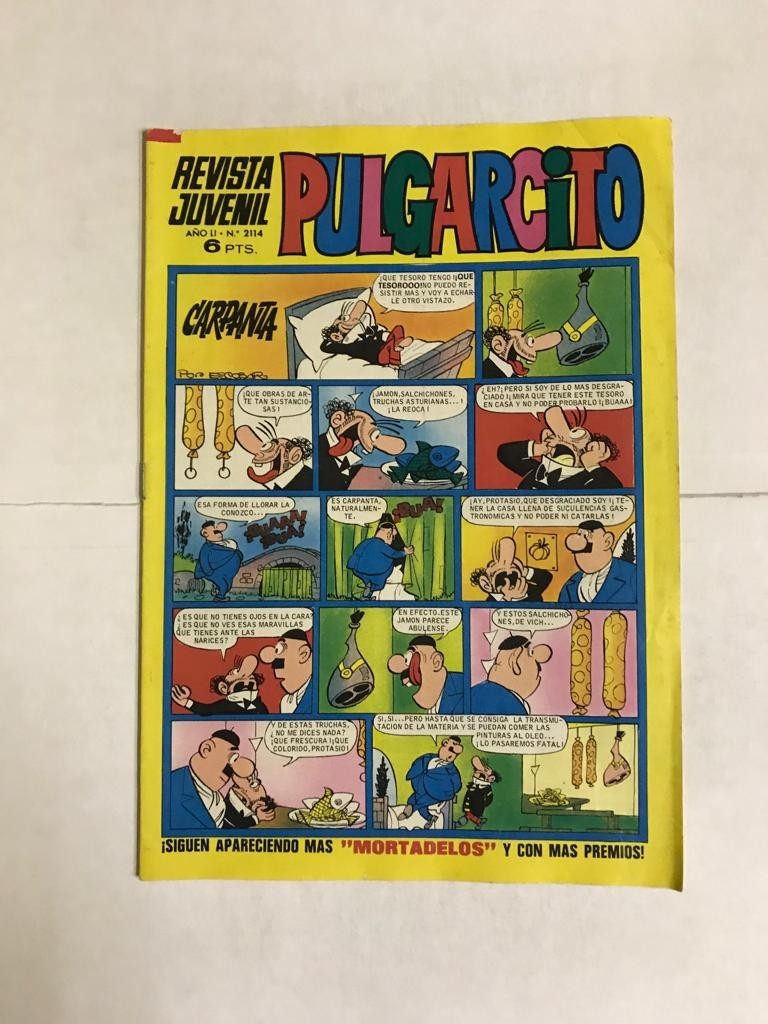 REVISTA
JUVENIL
AÑO LI • N.° 2114
6 PTS.
PULGARCiTO
CARPANTA
POR ESCOBAR
¡QUE TESORO TENGO!¡QUE
TESOROOO!NO PUEDO RE-
SISTIR MAS Y VOY A ECHAR-
LE OTRO VISTAZO.
¡QUE OBRAS DE AR-
TE TAN SUSTANCIO-
SAS!
¡JAMON,SALCHICHONES,
TRUCHAS ASTURIANAS...!
¡LA REOCA!
¿EH?¡PERO SI SOY DE LO MAS DESGRA-
CIADO!¡MIRA QUE TENER ESTE TESORO
EN CASA Y NO PODER PROBARLO!¡BUAAA!
ESA FORMA DE LLORAR LA
CONOZCO...
¡BUAAA!
¡BUA!
ES CARPANTA,
NATURALMEN-
TE.
¡BUA!
¡AY, PROTASIO,QUE DESGRACIADO SOY!¡TE-
NER LA CASA LLENA DE SUCULENCIAS GAS-
TRONOMICAS Y NO PODER NI CATARLAS!
¿ES QUE NO TIENES OJOS EN LA CARA?
¿ES QUE NO VES ESAS MARAVILLAS
QUE TIENES ANTE LAS
NARICES?
EN EFECTO.ESTE
JAMON PARECE
ABULENSE.
Y ESTOS SALCHICHO-
NES,DE VICH...
Y DE ESTAS TRUCHAS,
¿NO ME DICES NADA?
¡QUE FRESCURA!¡QUE
COLORIDO,PROTASIO!
SI,SI...PERO HASTA QUE SE CONSIGA LA TRANSMU-
TACION DE LA MATERIA Y SE PUEDAN COMER LAS
PINTURAS AL OLEO...
¡LO PASAREMOS FATAL!
¡SIGUEN APARECIENDO MAS "MORTADELOS" Y CON MAS PREMIOS!